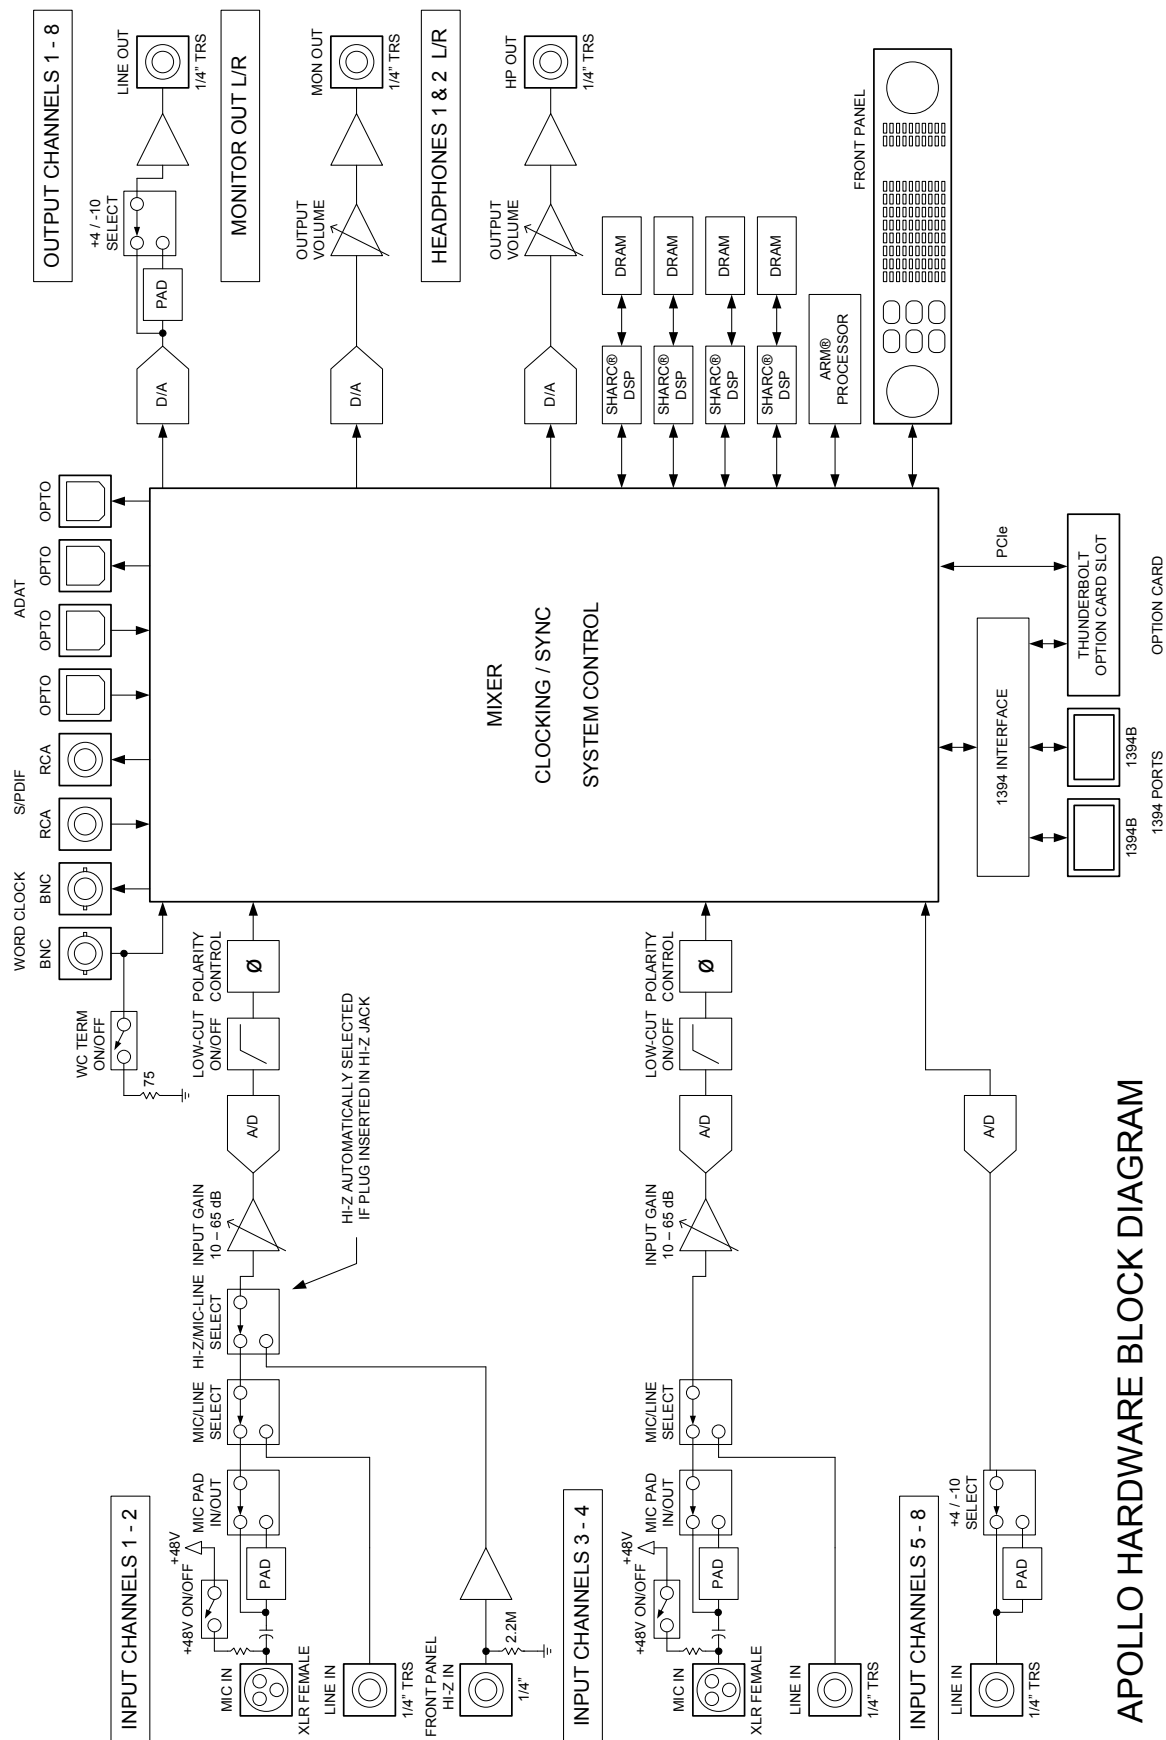 INPUT CHANNELS 1 - 2
+48V ON/OFF
+48V
MIC IN
XLR FEMALE
PAD
MIC PAD
IN/OUT
MIC/LINE
SELECT
HI-Z/MIC-LINE
SELECT
INPUT GAIN
10 – 65 dB
A/D
LOW-CUT
ON/OFF
POLARITY
CONTROL
Ø
LINE IN
1/4" TRS
FRONT PANEL
HI-Z IN
1/4"
2.2M
HI-Z AUTOMATICALLY SELECTED
IF PLUG INSERTED IN HI-Z JACK
WC TERM
ON/OFF
75
WORD CLOCK
BNC
BNC
S/PDIF
RCA
RCA
ADAT
OPTO
OPTO
OPTO
OPTO
INPUT CHANNELS 3 - 4
+48V ON/OFF
+48V
MIC IN
XLR FEMALE
PAD
MIC PAD
IN/OUT
MIC/LINE
SELECT
INPUT GAIN
10 – 65 dB
A/D
LOW-CUT
ON/OFF
POLARITY
CONTROL
Ø
LINE IN
1/4" TRS
INPUT CHANNELS 5 - 8
LINE IN
1/4" TRS
PAD
+4 / -10
SELECT
A/D
MIXER
CLOCKING / SYNC
SYSTEM CONTROL
OUTPUT CHANNELS 1 - 8
D/A
PAD
+4 / -10
SELECT
LINE OUT
1/4" TRS
MONITOR OUT L/R
D/A
OUTPUT
VOLUME
MON OUT
1/4" TRS
HEADPHONES 1 & 2 L/R
D/A
OUTPUT
VOLUME
HP OUT
1/4" TRS
SHARC®
DSP
DRAM
SHARC®
DSP
DRAM
SHARC®
DSP
DRAM
SHARC®
DSP
DRAM
ARM®
PROCESSOR
FRONT PANEL
1394 INTERFACE
PCIe
1394B
1394B
1394 PORTS
THUNDERBOLT
OPTION CARD SLOT
OPTION CARD
APOLLO HARDWARE BLOCK DIAGRAM